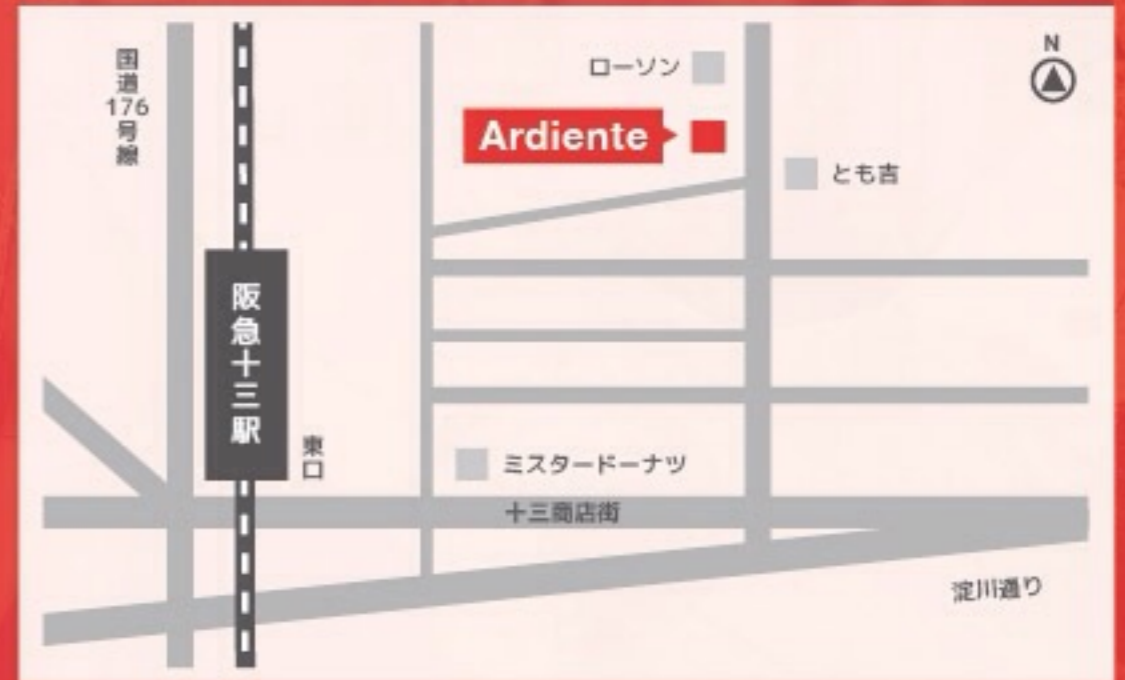 N
国道176号線
ローソン
Ardiente
とも吉
阪急十三駅
東口
ミスタードーナツ
十三商店街
淀川通り